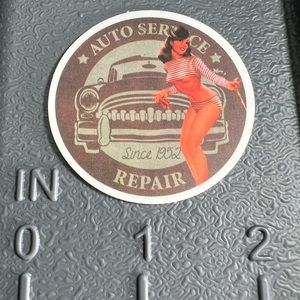 ★ AUTO SERVICE ★
Since 1952
REPAIR
IN
0 1 2